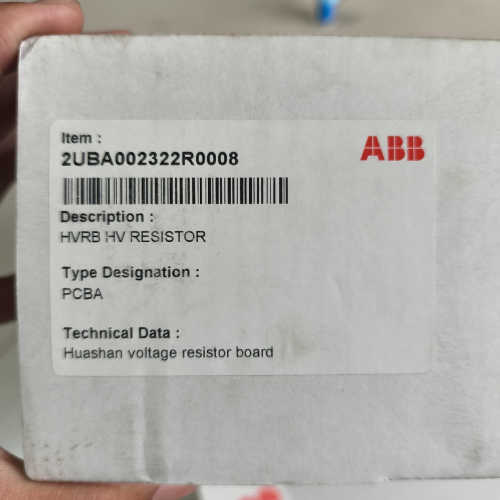 Item :
ABB
2UBA002322R0008
Description :
HVRB HV RESISTOR
Type Designation :
PCBA
Technical Data :
Huashan voltage resistor board